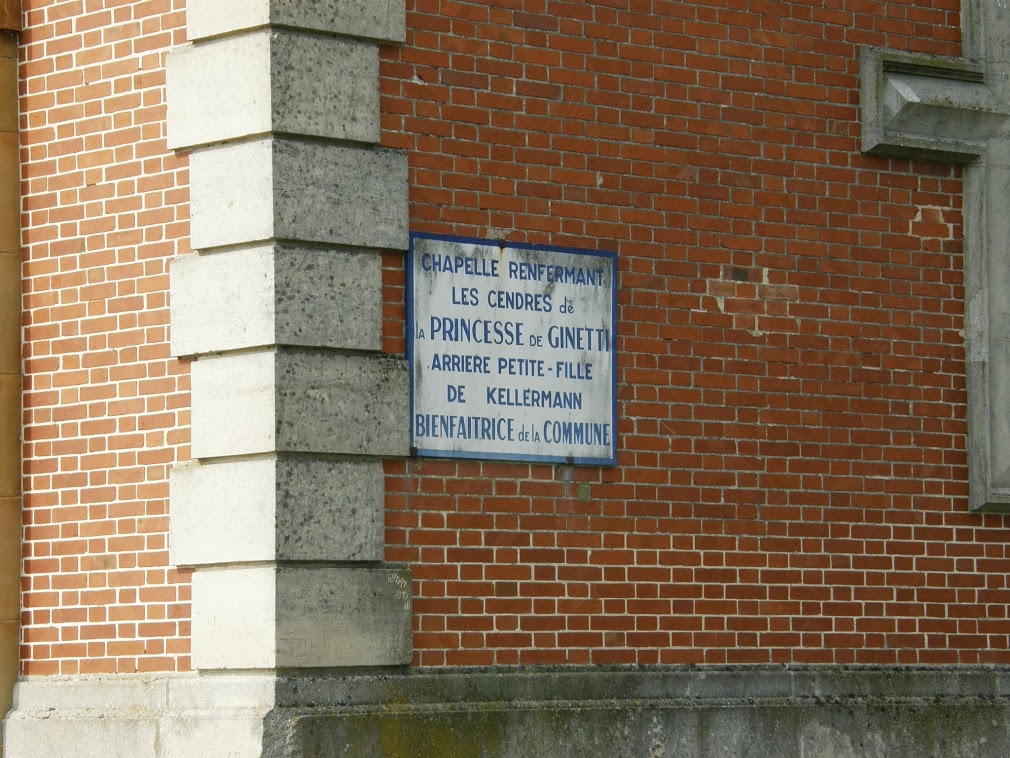 CHAPELLE RENFERMANT
LES CENDRES de
la PRINCESSE DE GINETTI
ARRIERE PETITE-FILLE
DE KELLERMANN
BIENFAITRICE de la COMMUNE